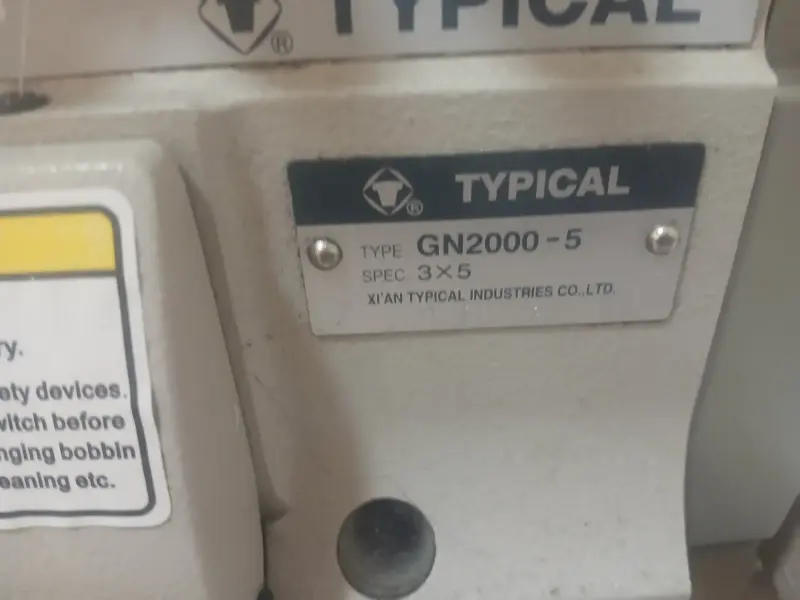 ® TYPICAL
® TYPICAL
TYPE GN2000-5
SPEC 3×5
XI'AN TYPICAL INDUSTRIES CO.,LTD.
ry.
ety devices.
witch before
nging bobbin
eaning etc.